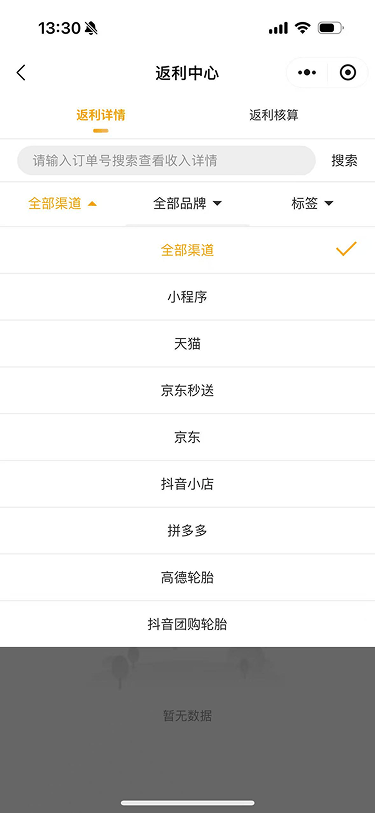 13:30
返利中心
返利详情
返利核算
请输入订单号搜索查看收入详情
搜索
全部渠道
全部品牌
标签
全部渠道
小程序
天猫
京东秒送
京东
抖音小店
拼多多
高德轮胎
抖音团购轮胎
暂无数据